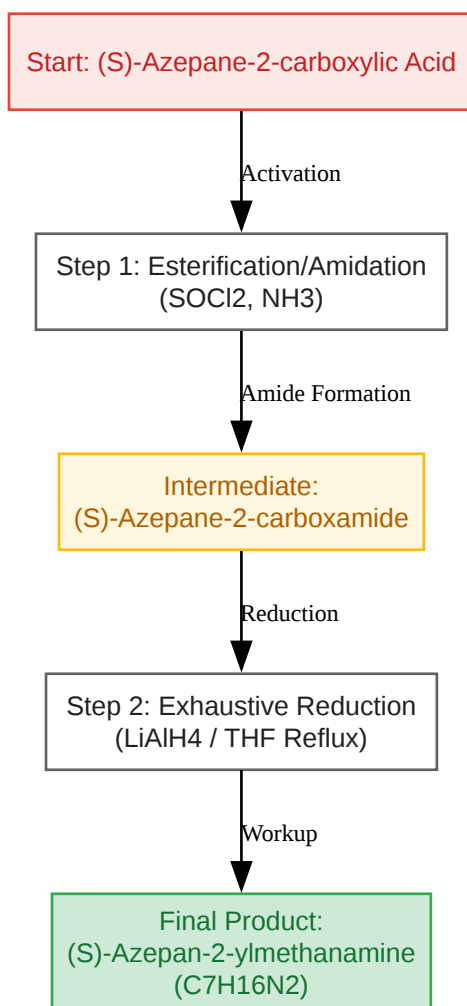 Start: (S)-Azepane-2-carboxylic Acid
Activation
Step 1: Esterification/Amidation
(SOCl2, NH3)
Amide Formation
Intermediate:
(S)-Azepane-2-carboxamide
Reduction
Step 2: Exhaustive Reduction
(LiAlH4 / THF Reflux)
Workup
Final Product:
(S)-Azepan-2-ylmethanamine
(C7H16N2)